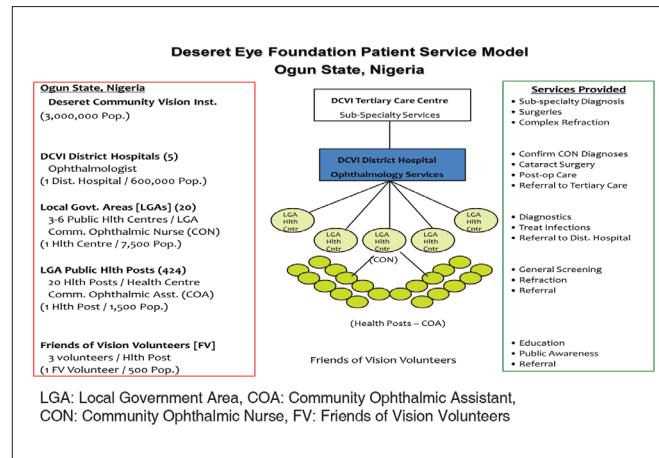 Deseret Eye Foundation Patient Service Model
Ogun State, Nigeria
Ogun State, Nigeria
Deseret Community Vision Inst.
(3,000,000 Pop.)
DCVI District Hospitals (5)
Ophthalmologist
(1 Dist. Hospital / 600,000 Pop.)
Local Govt. Areas [LGAs] (20)
3-6 Public Hlth Centres / LGA
Comm. Ophthalmic Nurse (CON)
(1 Hlth Centre / 7,500 Pop.)
LGA Public Hlth Posts (424)
20 Hlth Posts / Health Centre
Comm. Ophthalmic Asst. (COA)
(1 Hlth Post / 1,500 Pop.)
Friends of Vision Volunteers [FV]
3 volunteers / Hlth Post
(1 FV Volunteer / 500 Pop.)
DCVI Tertiary Care Centre
Sub-Specialty Services
DCVI District Hospital
Ophthalmology Services
LGA
Hlth
Cntr
LGA
Hlth
Cntr
LGA
Hlth
Cntr
LGA
Hlth
Cntr
LGA
Hlth
Cntr
(CON)
(Health Posts – COA)
Friends of Vision Volunteers
Services Provided
• Sub-specialty Diagnosis
• Surgeries
• Complex Refraction
• Confirm CON Diagnoses
• Cataract Surgery
• Post-op Care
• Referral to Tertiary Care
• Diagnostics
• Treat Infections
• Referral to Dist. Hospital
• General Screening
• Refraction
• Referral
• Education
• Public Awareness
• Referral
LGA: Local Government Area, COA: Community Ophthalmic Assistant,
CON: Community Ophthalmic Nurse, FV: Friends of Vision Volunteers